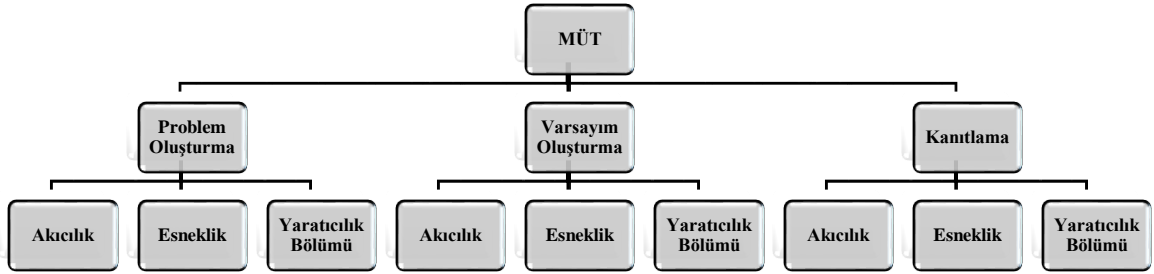 MÜT
Problem
Oluşturma
Varsayım
Oluşturma
Kanıtlama
Akıcılık
Esneklik
Yaratıcılık
Bölümü
Akıcılık
Esneklik
Yaratıcılık
Bölümü
Akıcılık
Esneklik
Yaratıcılık
Bölümü